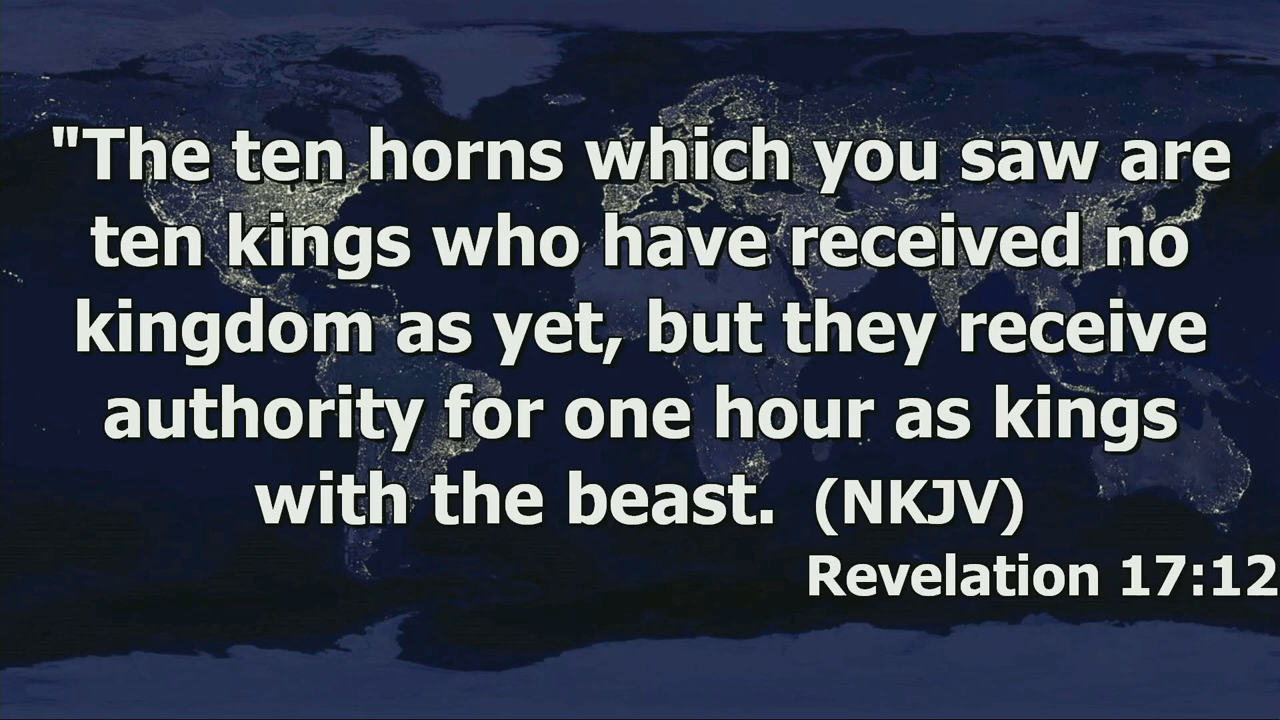 "The ten horns which you saw are
ten kings who have received no
kingdom as yet, but they receive
authority for one hour as kings
with the beast. (NKJV)
Revelation 17:12